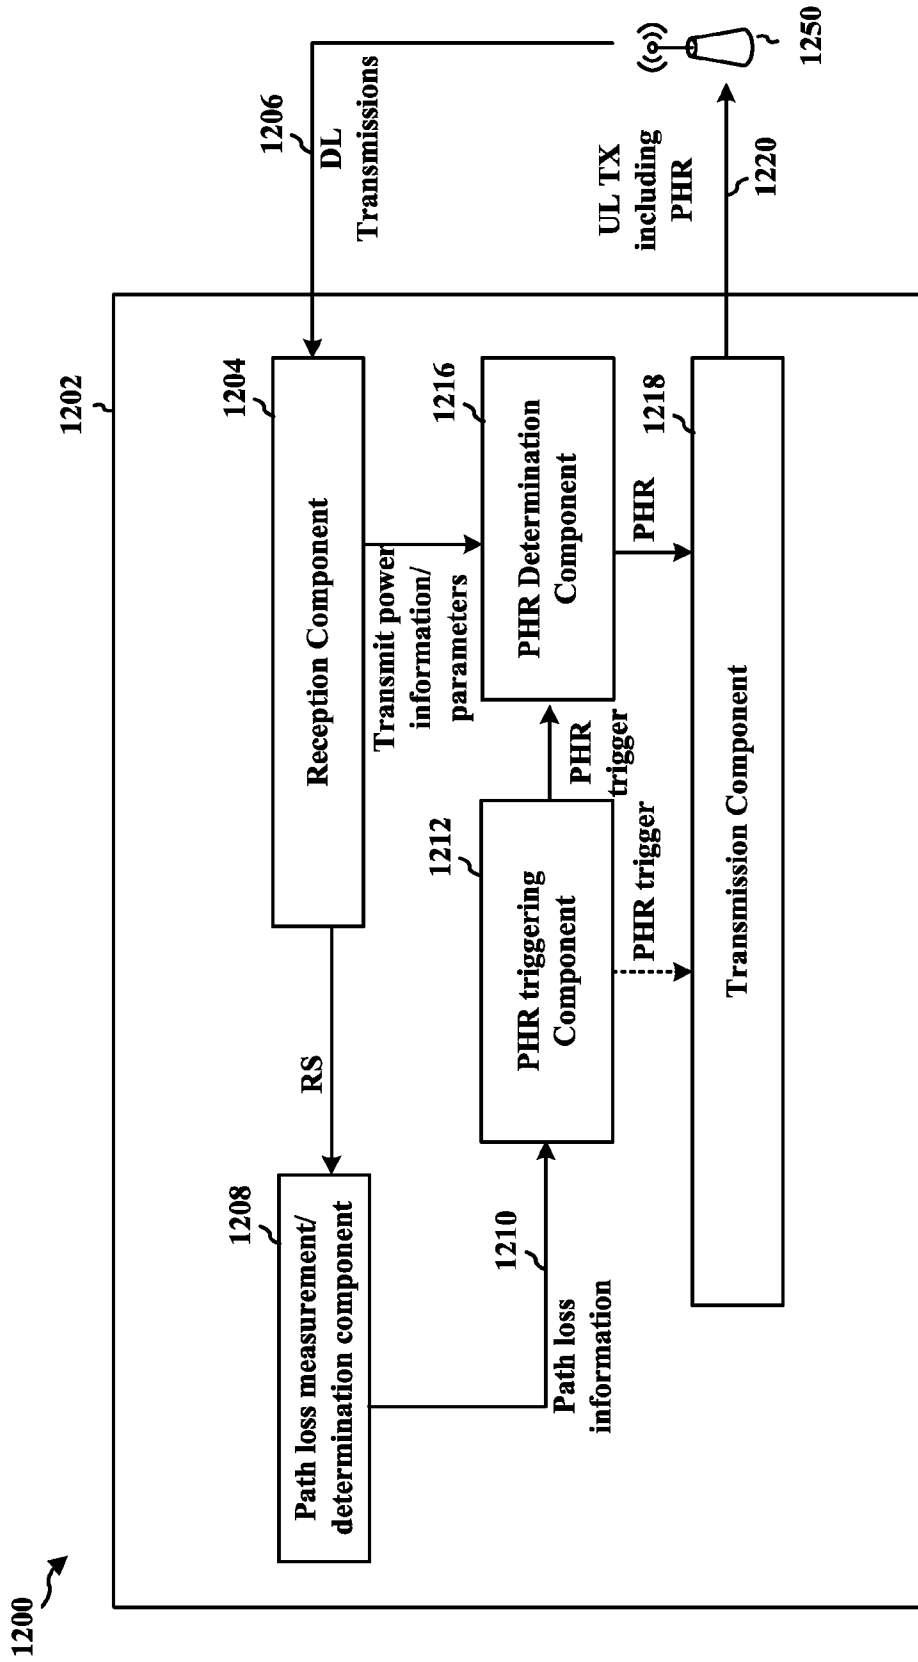 1200
1202
1206
DL
Transmissions
1204
Reception Component
RS
1208
Path loss measurement/
determination component
Transmit power
information/
parameters
1210
Path loss
information
1212
PHR triggering
Component
PHR
trigger
1216
PHR Determination
Component
PHR trigger
PHR
1218
Transmission Component
UL TX
including
PHR
1220
1250